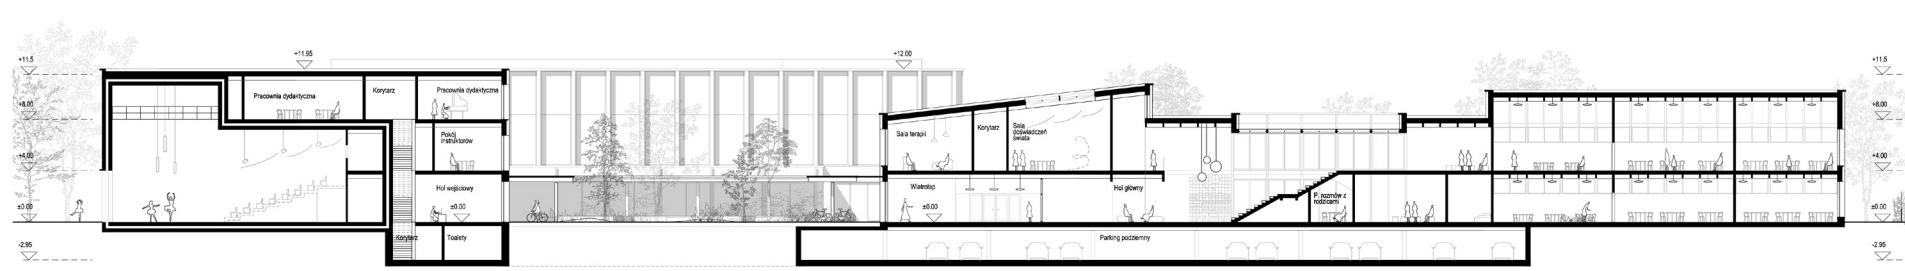 +11.95
+12.00
+11.5
+11.5
Pracownia dydaktyczna
Korytarz
Pracownia dydaktyczna
+8.00
+8.00
Pokój
instruktorów
Sala terapii
Korytarz
Sala
doświadczeń
świata
+4.00
+4.00
Hol wejściowy
Wiatrołap
Hol główny
P. rozmów z
rodzicami
±0.00
±0.00
±0.00
±0.00
Korytarz
Toalety
Parking podziemny
-2.95
-2.95